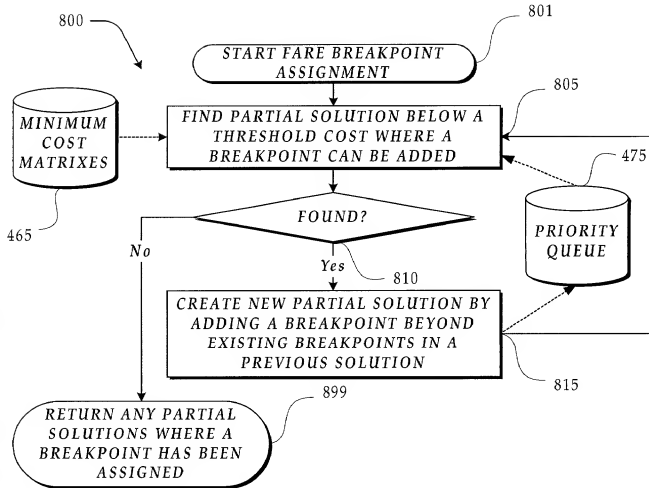 800
801
START FARE BREAKPOINT
ASSIGNMENT
805
MINIMUM
COST
MATRIXES
465
FIND PARTIAL SOLUTION BELOW A
THRESHOLD COST WHERE A
BREAKPOINT CAN BE ADDED
475
PRIORITY
QUEUE
FOUND?
810
No
Yes
CREATE NEW PARTIAL SOLUTION BY
ADDING A BREAKPOINT BEYOND
EXISTING BREAKPOINTS IN A
PREVIOUS SOLUTION
815
899
RETURN ANY PARTIAL
SOLUTIONS WHERE A
BREAKPOINT HAS BEEN
ASSIGNED